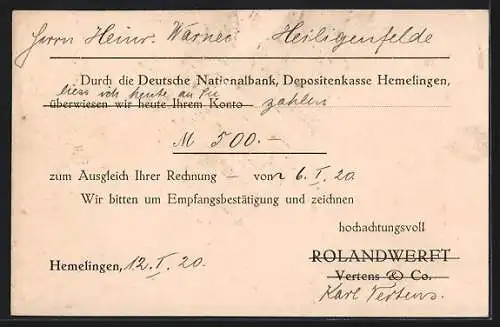 Herrn Heinr. Warnei Heiligenfelde
Durch die Deutsche Nationalbank, Depositenkasse Hemelingen,
liess ich heute an Sie
überwiesen wir heute Ihrem Konto zahlen
M 500.-
zum Ausgleich Ihrer Rechnung — von 6. I. 20
Wir bitten um Empfangsbestätigung und zeichnen
hochachtungsvoll
ROLANDWERFT
Hemelingen, 12. I. 20.
Vertens & Co.
Karl Vertens.